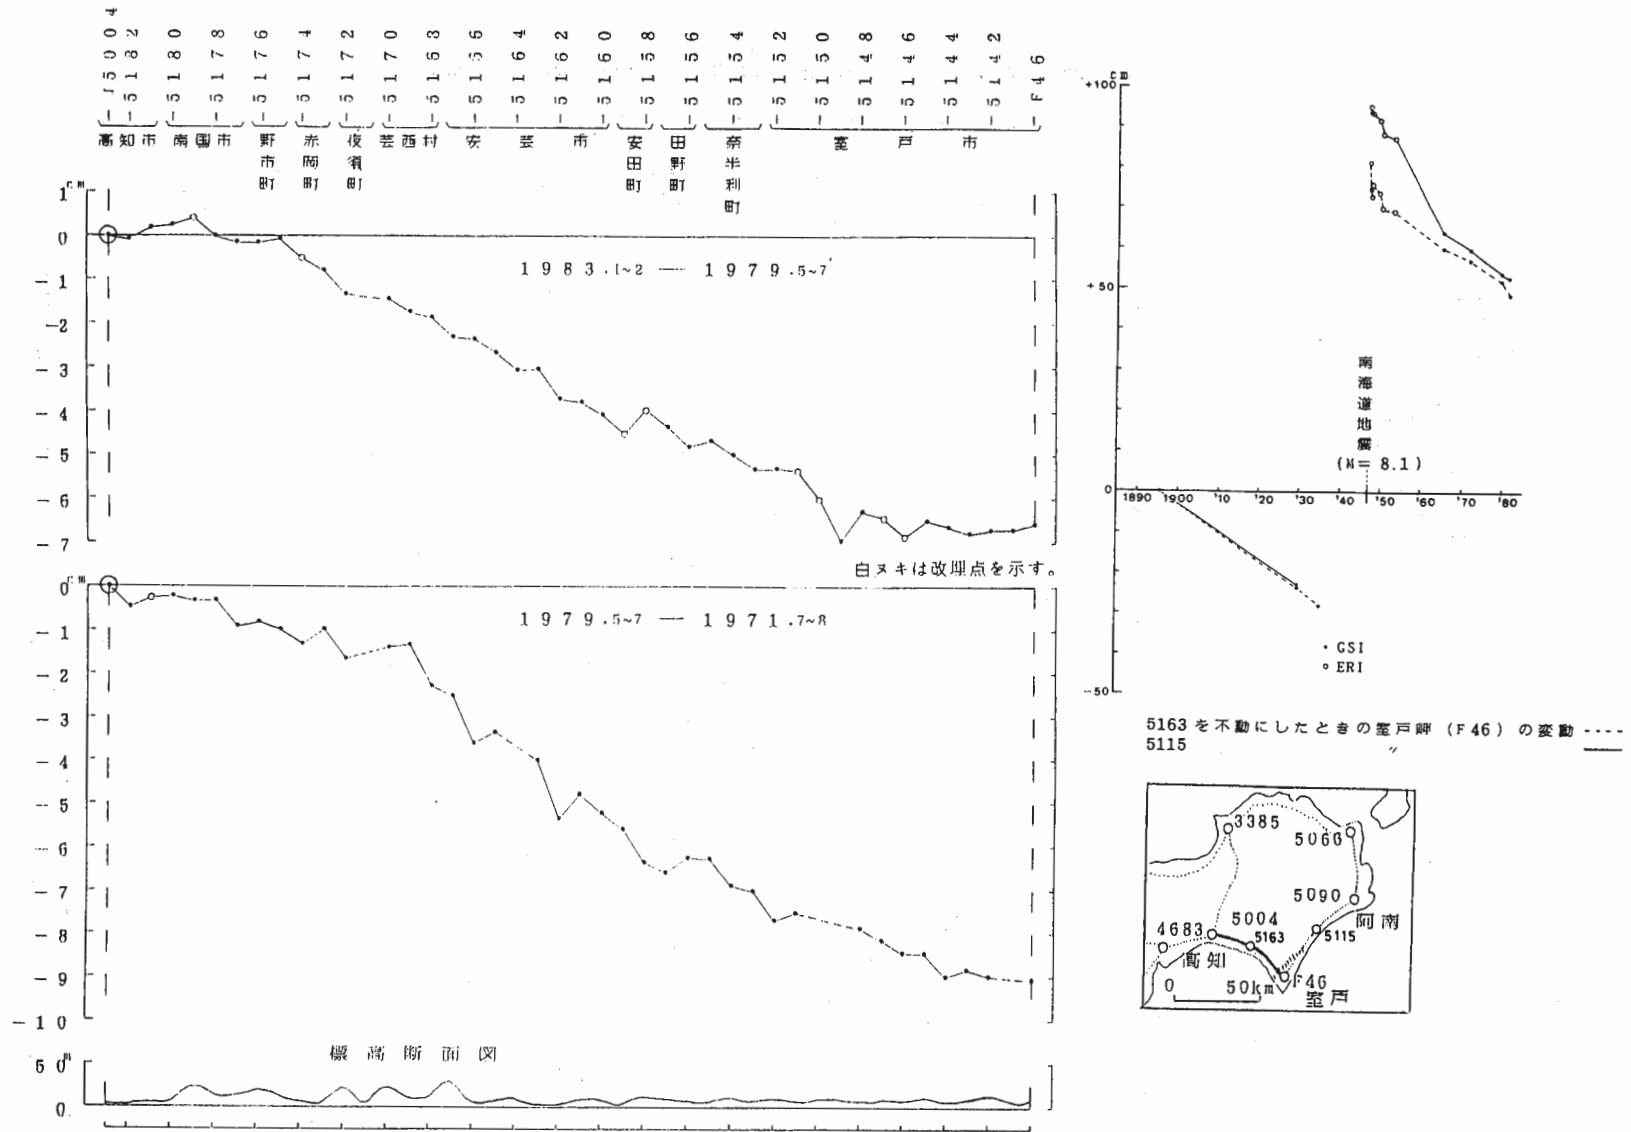 J5004
5182
5180
5178
5176
5174
5172
5170
5168
5166
5164
5162
5160
5158
5156
5154
5152
5150
5148
5146
5144
5142
F46
高知市
南国市
野市町
赤岡町
夜須町
芸西村
安芸市
安田町
田野町
奈半利町
室戸市
cm
1
0
-1
-2
-3
-4
-5
-6
-7
1983.1~2 — 1979.5~7
白ヌキは改埋点を示す。
cm
0
-1
-2
-3
-4
-5
-6
-7
-8
-9
-10
1979.5~7 — 1971.7~8
標高断面図
50m
0
cm
+100
+50
0
-50
南海道地震
(M=8.1)
1890 1900 '10 '20 '30 '40 '50 '60 '70 '80
• GSI
○ ERI
5163 を不動にしたときの室戸岬 (F46) の変動 ----
5115 〃 ——
3385
5066
5090
阿南
5004
4683
5163
5115
高知
F46
0 50km
室戸